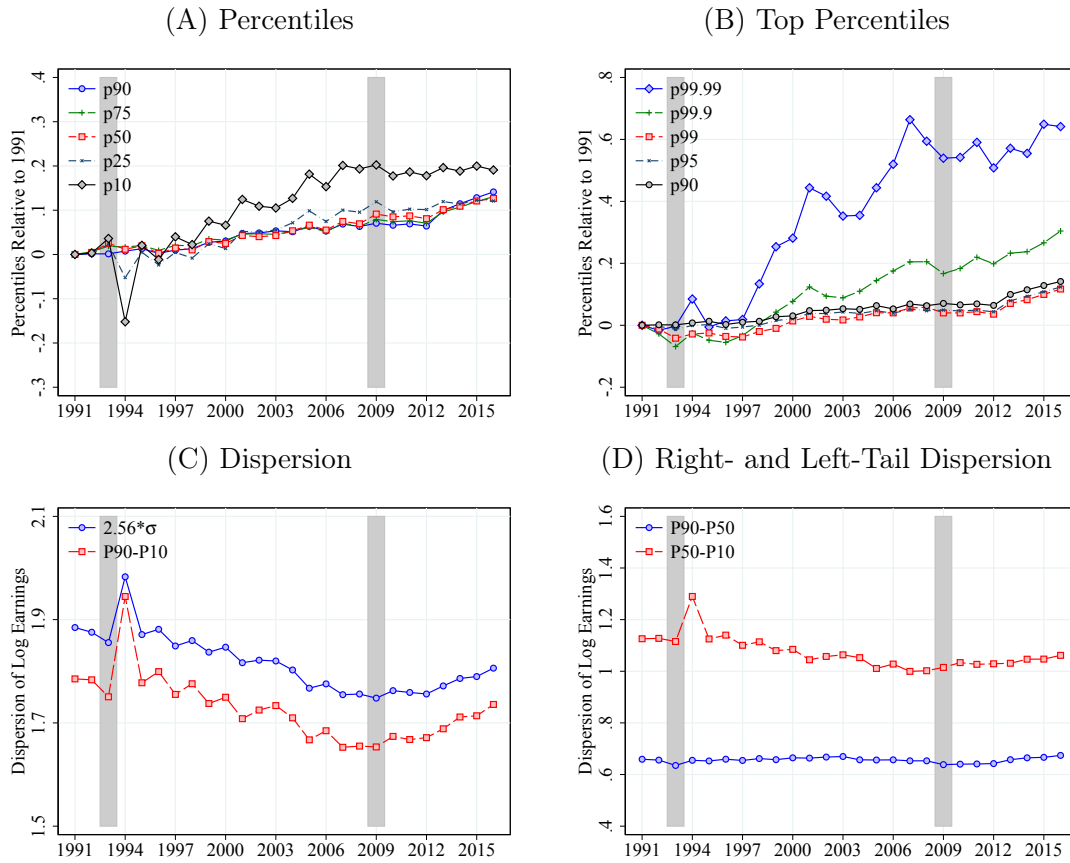 (A) Percentiles
Percentiles Relative to 1991
.4
.3
.2
.1
0
-.1
-.2
-.3
p90
p75
p50
p25
p10
1991 1994 1997 2000 2003 2006 2009 2012 2015
(B) Top Percentiles
Percentiles Relative to 1991
.8
.6
.4
.2
0
-.2
p99.99
p99.9
p99
p95
p90
1991 1994 1997 2000 2003 2006 2009 2012 2015
(C) Dispersion
Dispersion of Log Earnings
2.1
1.9
1.7
1.5
2.56*σ
P90-P10
1991 1994 1997 2000 2003 2006 2009 2012 2015
(D) Right- and Left-Tail Dispersion
Dispersion of Log Earnings
1.6
1.4
1.2
1
.8
.6
.4
P90-P50
P50-P10
1991 1994 1997 2000 2003 2006 2009 2012 2015